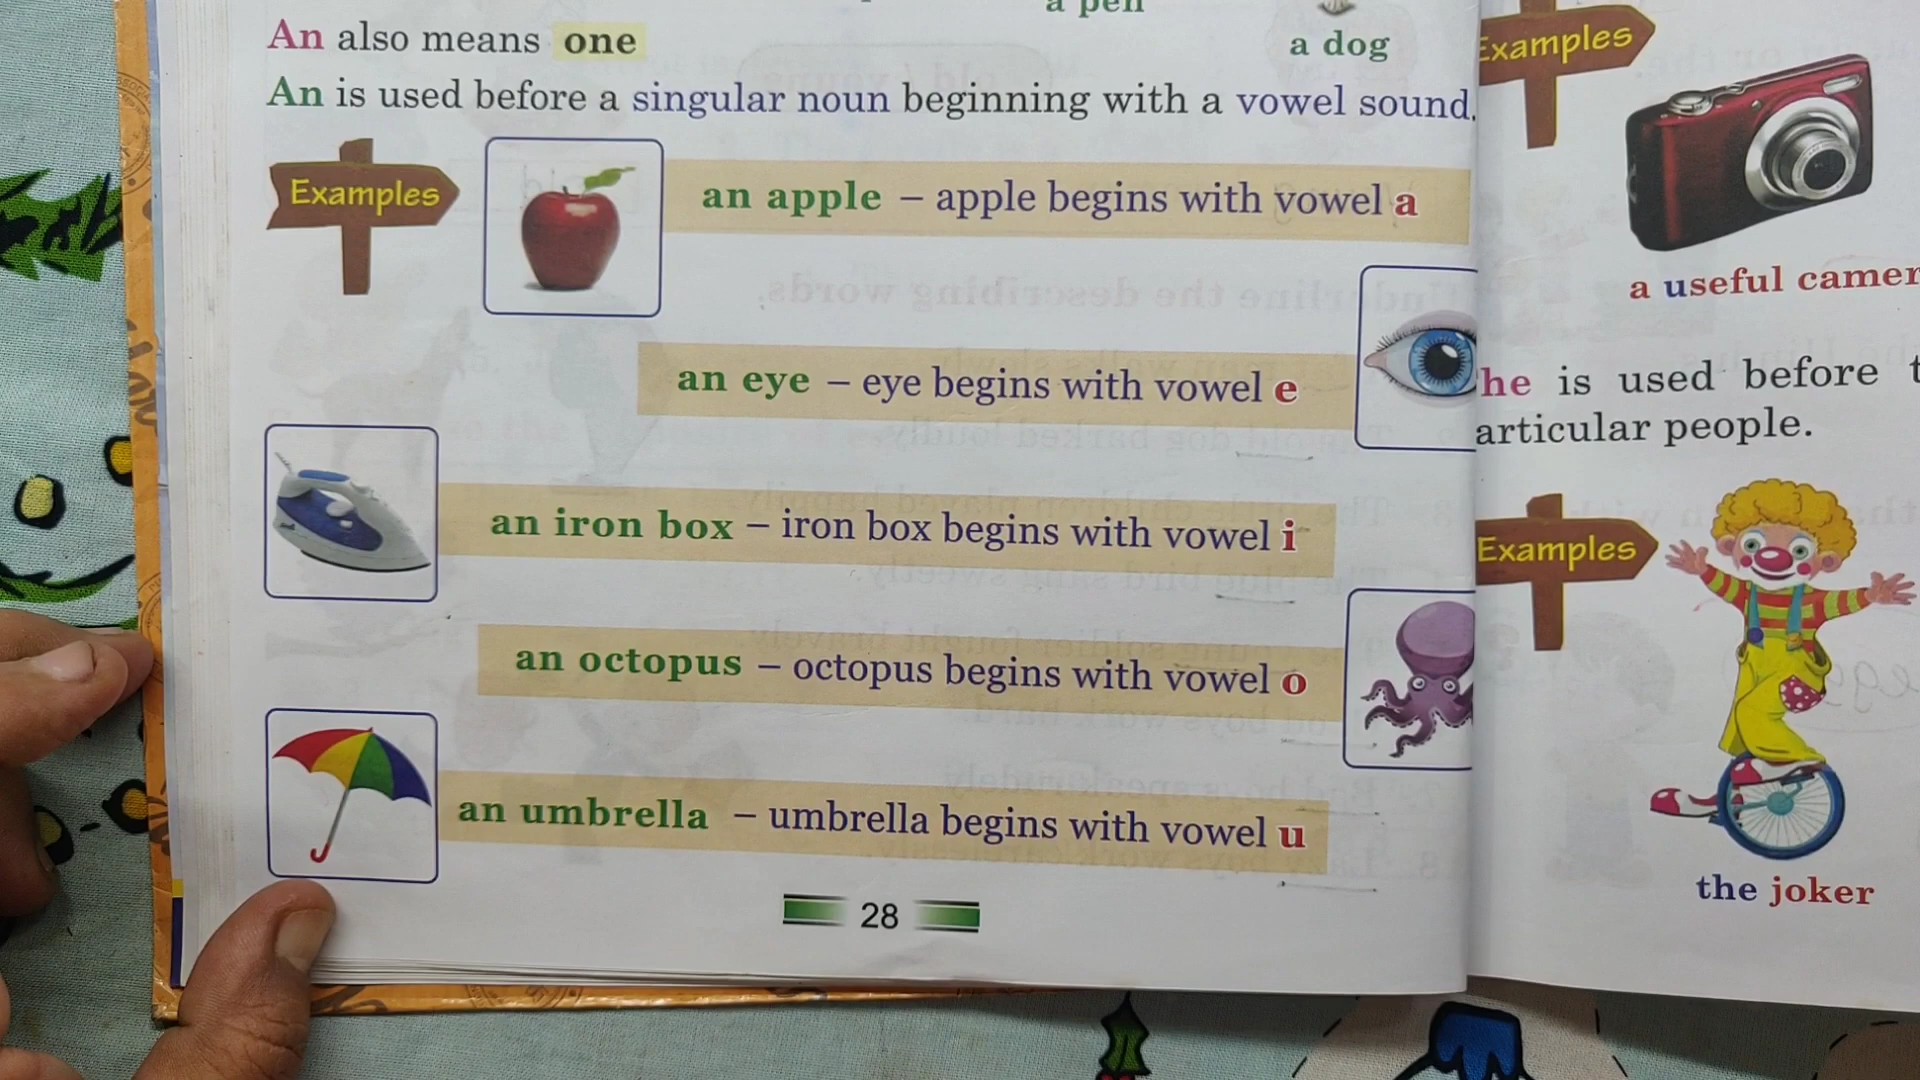 a pen
An also means one
a dog
An is used before a singular noun beginning with a vowel sound.
Examples
an apple – apple begins with vowel a
an eye – eye begins with vowel e
an iron box – iron box begins with vowel i
an octopus – octopus begins with vowel o
an umbrella – umbrella begins with vowel u
28
Examples
a useful camer
he is used before t
articular people.
Examples
the joker